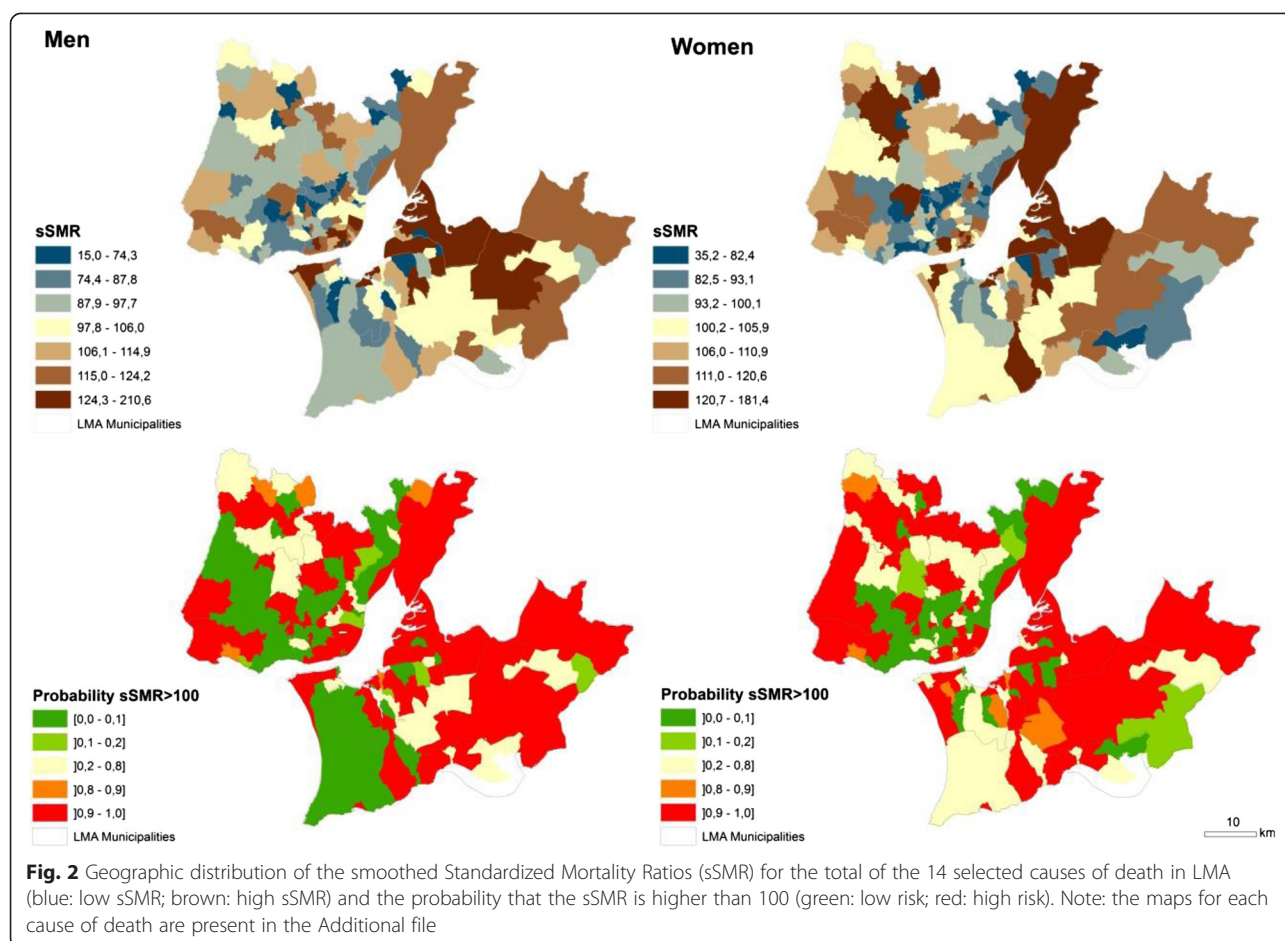 Men
Women
sSMR
15,0 - 74,3
74,4 - 87,8
87,9 - 97,7
97,8 - 106,0
106,1 - 114,9
115,0 - 124,2
124,3 - 210,6
LMA Municipalities
sSMR
35,2 - 82,4
82,5 - 93,1
93,2 - 100,1
100,2 - 105,9
106,0 - 110,9
111,0 - 120,6
120,7 - 181,4
LMA Municipalities
Probability sSMR>100
[0,0 - 0,1]
]0,1 - 0,2]
]0,2 - 0,8]
]0,8 - 0,9]
]0,9 - 1,0]
LMA Municipalities
Probability sSMR>100
]0,0 - 0,1]
]0,1 - 0,2]
]0,2 - 0,8]
]0,8 - 0,9]
]0,9 - 1,0]
LMA Municipalities
10
km
Fig. 2 Geographic distribution of the smoothed Standardized Mortality Ratios (sSMR) for the total of the 14 selected causes of death in LMA
(blue: low sSMR; brown: high sSMR) and the probability that the sSMR is higher than 100 (green: low risk; red: high risk). Note: the maps for each
cause of death are present in the Additional file